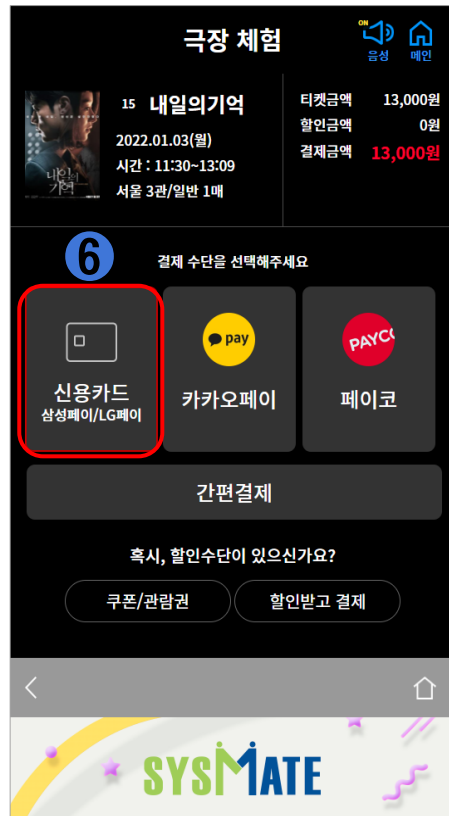 극장 체험
ON
음성
메인
15 내일의기억
2022.01.03(월)
시간 : 11:30~13:09
서울 3관/일반 1매
내일의
기억
티켓금액 13,000원
할인금액 0원
결제금액 13,000원
6
결제 수단을 선택해주세요
신용카드
삼성페이/LG페이
pay
카카오페이
PAYCO
페이코
간편결제
혹시, 할인수단이 있으신가요?
쿠폰/관람권
할인받고 결제
SYSMATE